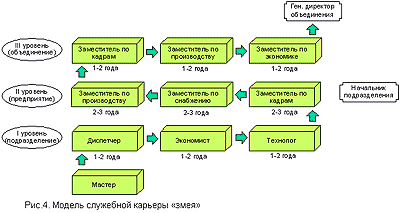 Ген. директор
объединения
III уровень
(объединение)
Заместитель по
кадрам
Заместитель по
производству
Заместитель по
экономике
1-2 года
1-2 года
1-2 года
II уровень
(предприятие)
Заместитель по
производству
Заместитель по
снабжению
Заместитель по
кадрам
Начальник
подразделения
2-3 года
2-3 года
2-3 года
I уровень
(подразделение)
Диспетчер
Экономист
Технолог
1-2 года
1-2 года
1-2 года
Мастер
Рис.4. Модель служебной карьеры «змея»